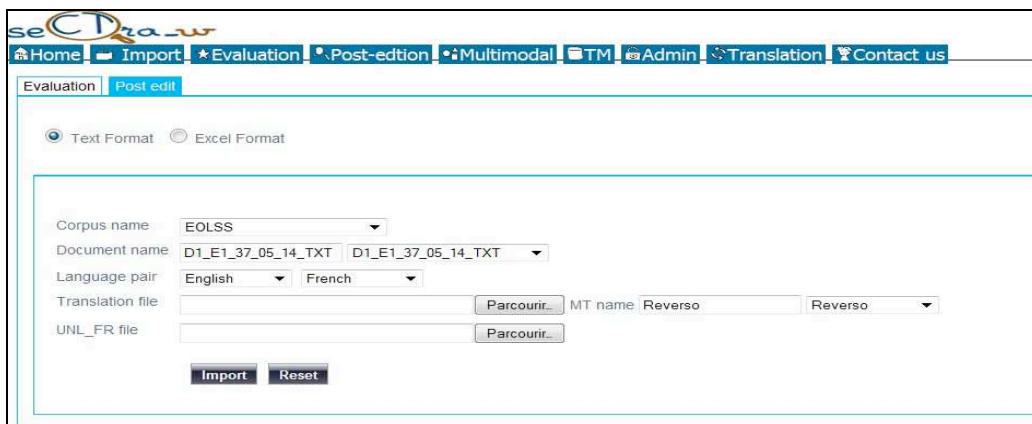 seCTra_w
Home Import Evaluation Post-edtion Multimodal TM Admin Translation Contact us
Evaluation Post edit
Text Format Excel Format
Corpus name EOLSS
Document name D1_E1_37_05_14_TXT D1_E1_37_05_14_TXT
Language pair English French
Translation file Parcourir... MT name Reverso Reverso
UNL_FR file Parcourir...
Import Reset